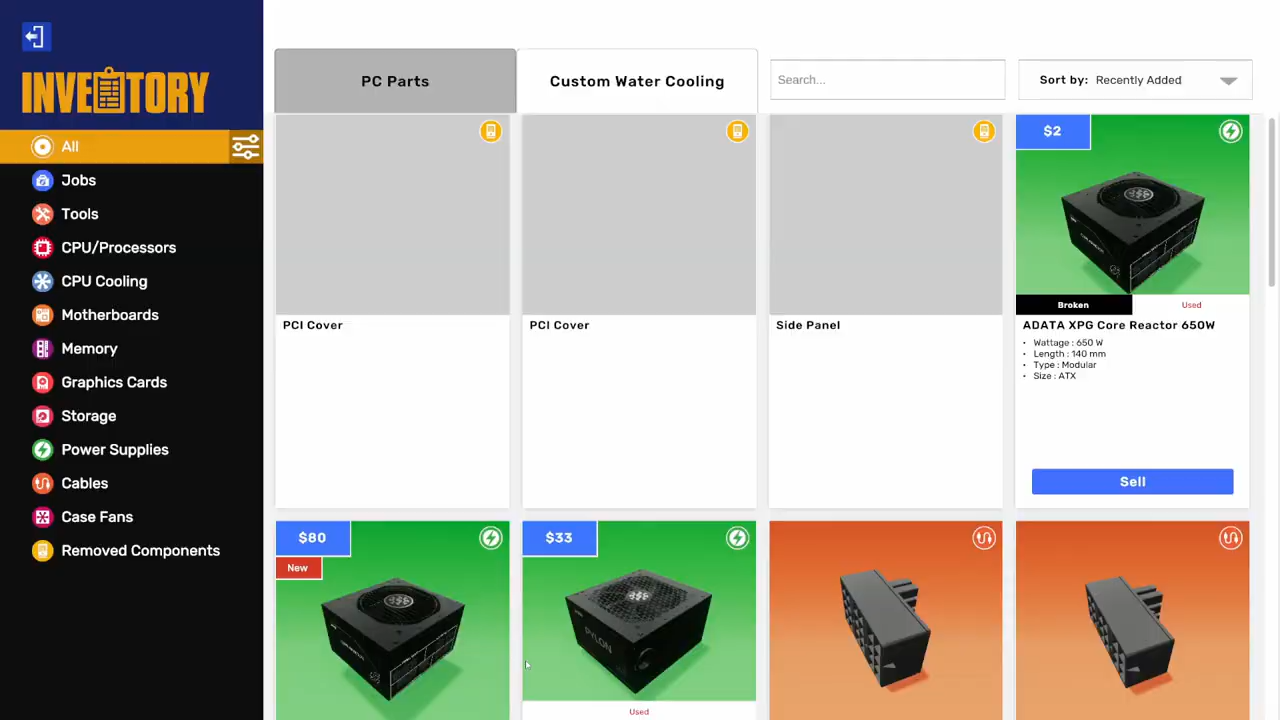 INVENTORY
All
Jobs
Tools
CPU/Processors
CPU Cooling
Motherboards
Memory
Graphics Cards
Storage
Power Supplies
Cables
Case Fans
Removed Components
PC Parts
Custom Water Cooling
Search...
Sort by: Recently Added
PCI Cover
PCI Cover
Side Panel
$2
Broken
Used
ADATA XPG Core Reactor 650W
• Wattage : 650 W
• Length : 140 mm
• Type : Modular
• Size : ATX
Sell
$80
New
$33
PYLON
Used